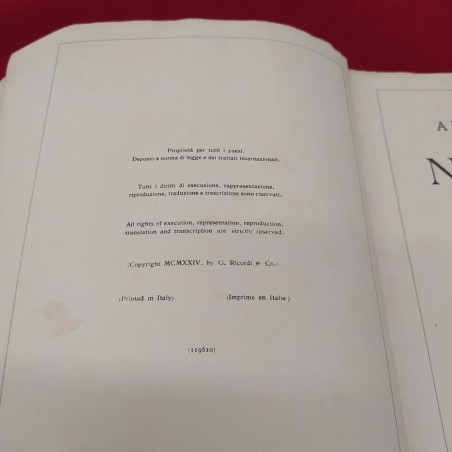 Proprietà per tutti i paesi.
Deposto a norma di legge e dei trattati internazionali.
Tutti i diritti di esecuzione, rappresentazione,
riproduzione, traduzione e trascrizione sono riservati.
All rights of execution, representation, reproduction,
translation and transcription are strictly reserved.
(Copyright MCMXXIV, by G. Ricordi e Co.)
(Printed in Italy) (Imprimé en Italie)
(119610)
A
N